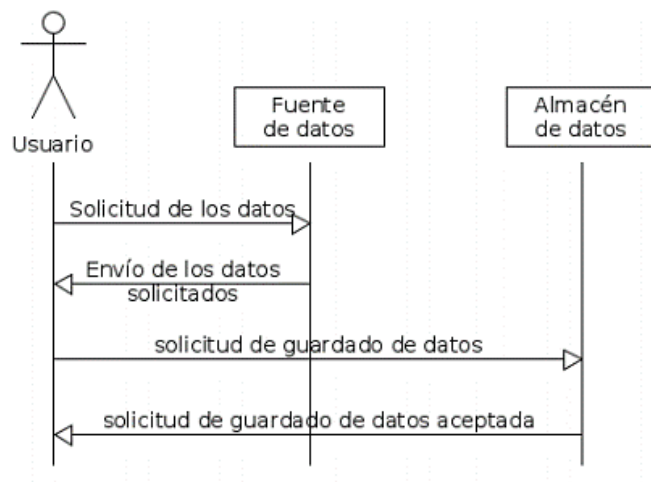 Usuario
Fuente
de datos
Almacén
de datos
Solicitud de los datos
Envío de los datos
solicitados
solicitud de guardado de datos
solicitud de guardado de datos aceptada